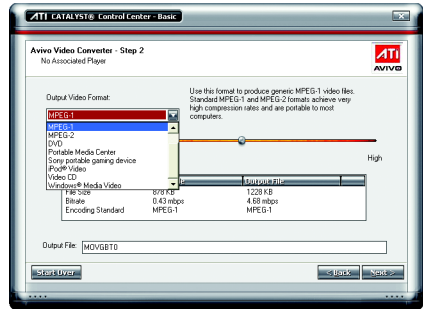 ATI CATALYST® Control Center - Basic
Avivo Video Converter - Step 2
No Associated Player
ATI
AVIVO
Output Video Format:
MPEG-1
MPEG-1
MPEG-2
DVD
Portable Media Center
Sony portable gaming device
iPod® Video
Video CD
Windows® Media Video
Use this format to produce generic MPEG-1 video files.
Standard MPEG-1 and MPEG-2 formats achieve very
high compression rates and are portable to most
computers.
High
Output File
File Size 878 KB 1228 KB
Bitrate 0.43 mbps 4.68 mbps
Encoding Standard MPEG-1 MPEG-1
Output File: MOVGBT0
Start Over
< Back
Next >